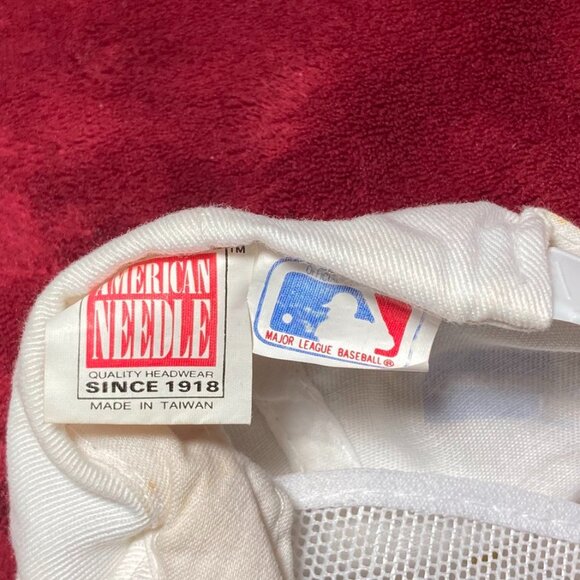 TM
AMERICAN
NEEDLE
QUALITY HEADWEAR
SINCE 1918
MADE IN TAIWAN
MAJOR LEAGUE BASEBALL®